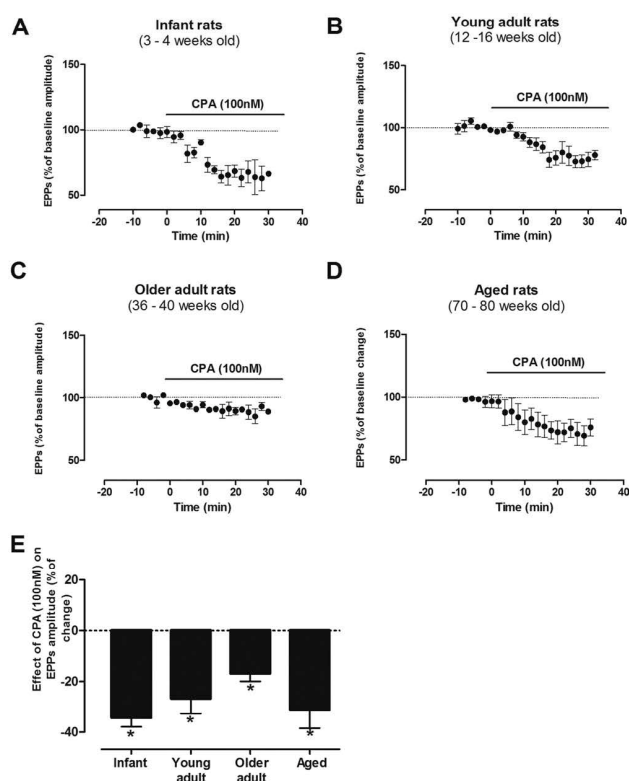 A
Infant rats
(3 - 4 weeks old)
CPA (100nM)
EPPs (% of baseline amplitude)
100
50
-20 -10 0 10 20 30 40
Time (min)
B
Young adult rats
(12 -16 weeks old)
CPA (100nM)
EPPs (% of baseline amplitude)
100
50
-20 -10 0 10 20 30 40
Time (min)
C
Older adult rats
(36 - 40 weeks old)
CPA (100nM)
EPPs (% of baseline amplitude)
100
50
-20 -10 0 10 20 30 40
Time (min)
D
Aged rats
(70 - 80 weeks old)
CPA (100nM)
EPPs (% of baseline change)
100
50
-20 -10 0 10 20 30 40
Time (min)
E
Effect of CPA (100nM) on
EPPs amplitude (% of
change)
20
0
-20
-40
* * * *
Infant Young Older Aged
adult adult